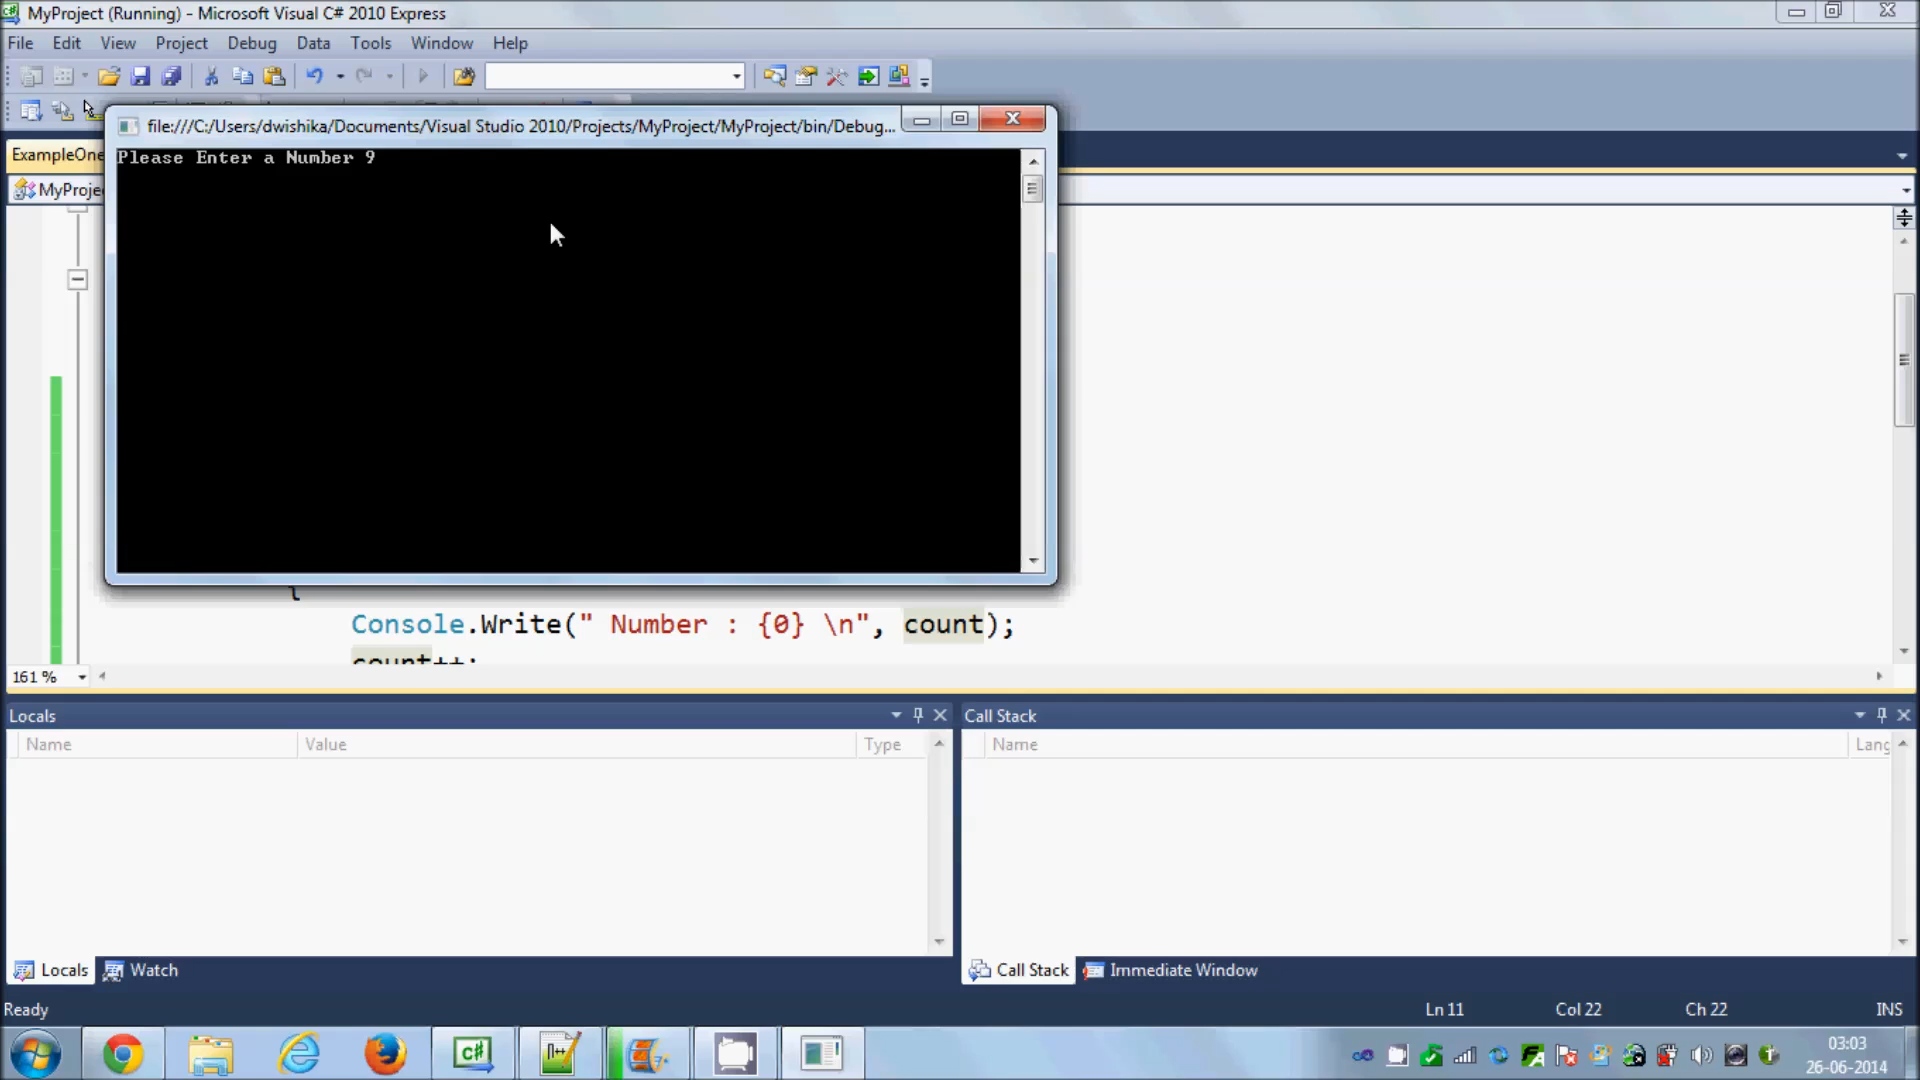 MyProject (Running) - Microsoft Visual C# 2010 Express
File Edit View Project Debug Data Tools Window Help
file:///C:/Users/dwishika/Documents/Visual Studio 2010/Projects/MyProject/MyProject/bin/Debug...
ExampleOne
Please Enter a Number 9
MyProje
{
Console.Write(" Number : {0} \n", count);
count++;
161 %
Locals
Call Stack
Name Value Type
Name Lang
Locals Watch
Call Stack Immediate Window
Ready Ln 11 Col 22 Ch 22 INS
03:03
26-06-2014